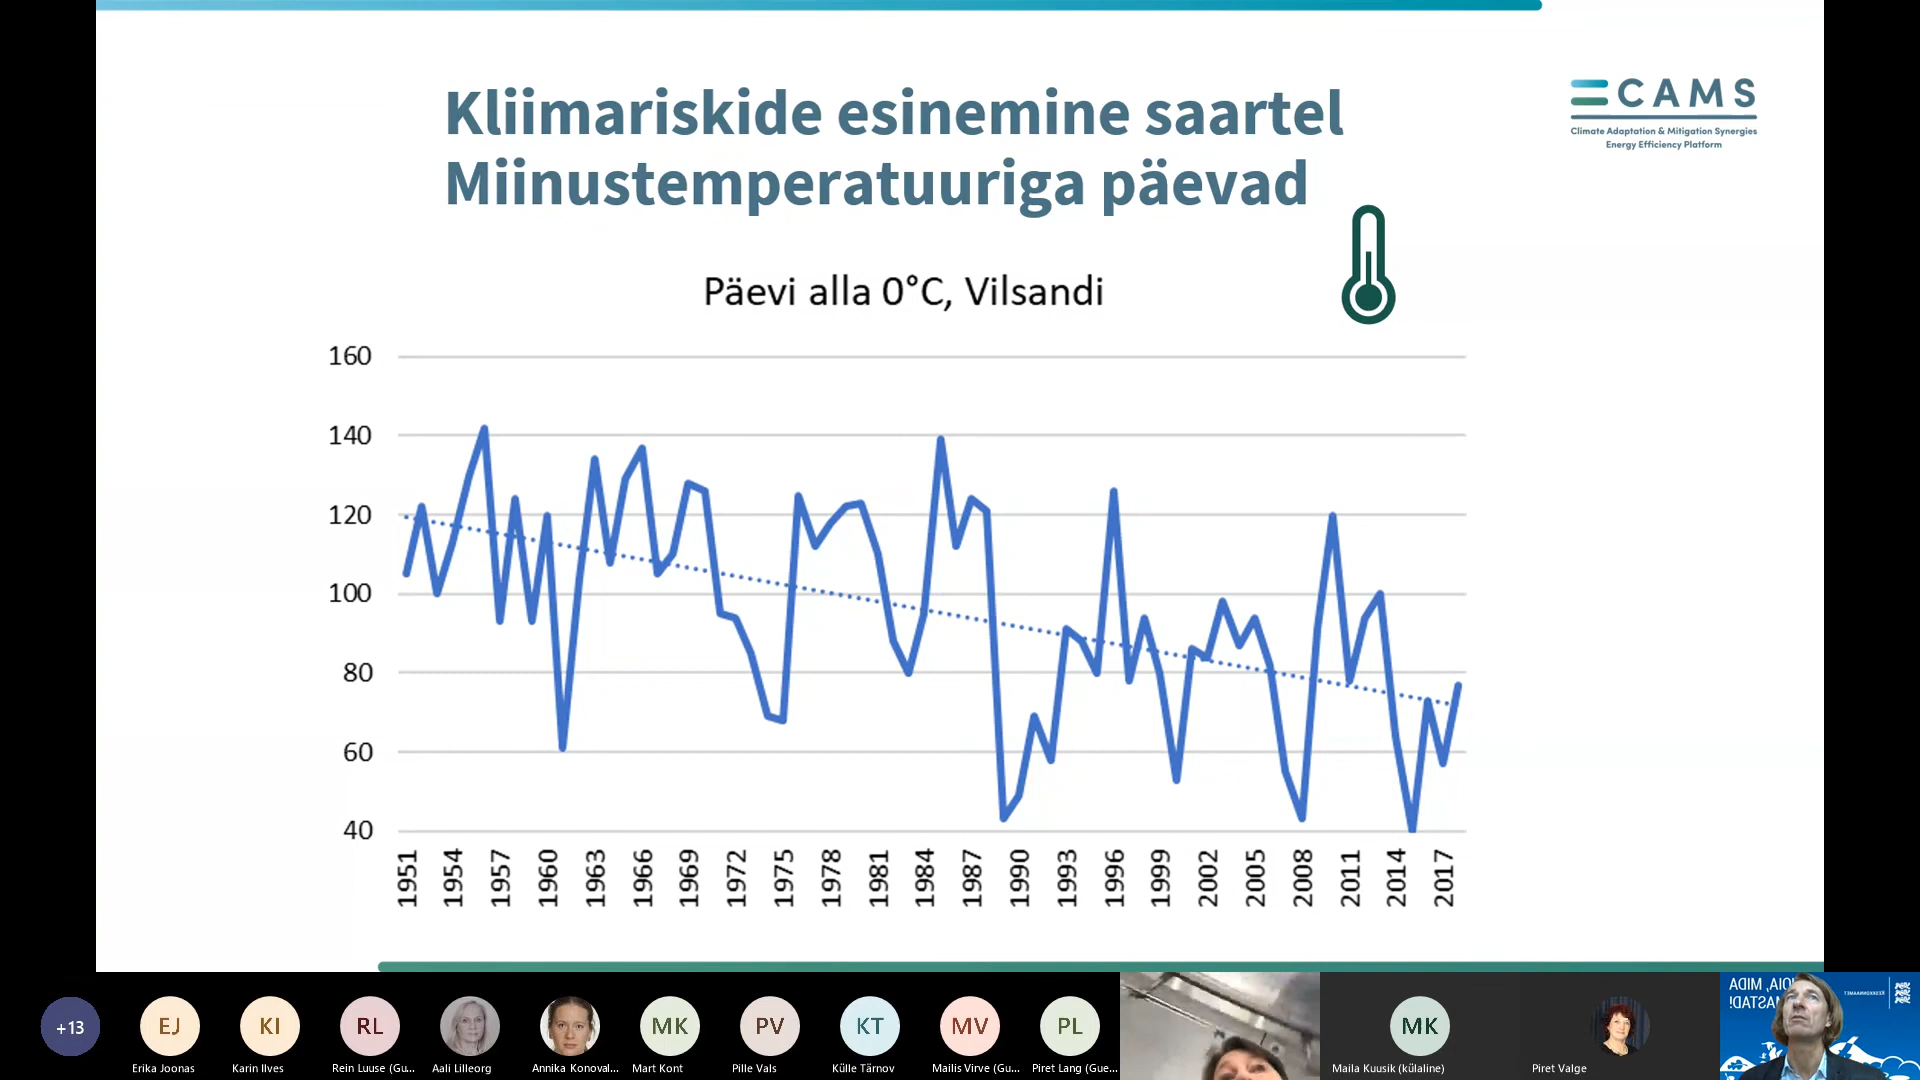 Kliimariskide esinemine saartel
Miinustemperatuuriga päevad
CAMS
Climate Adaptation & Mitigation Synergies
Energy Efficiency Platform
Päevi alla 0°C, Vilsandi
160
140
120
100
80
60
40
1951
1954
1957
1960
1963
1966
1969
1972
1975
1978
1981
1984
1987
1990
1993
1996
1999
2002
2005
2008
2011
2014
2017
+13
EJ
KI
RL
MK
PV
KT
MV
PL
MK
Erika Joonas
Karin Ilves
Rein Luuse (Gu...
Aali Lilleorg
Annika Konoval...
Mart Kont
Pille Vals
Külle Tärnov
Mailis Virve (Gu...
Piret Lang (Gue...
Maila Kuusik (külaline)
Piret Valge